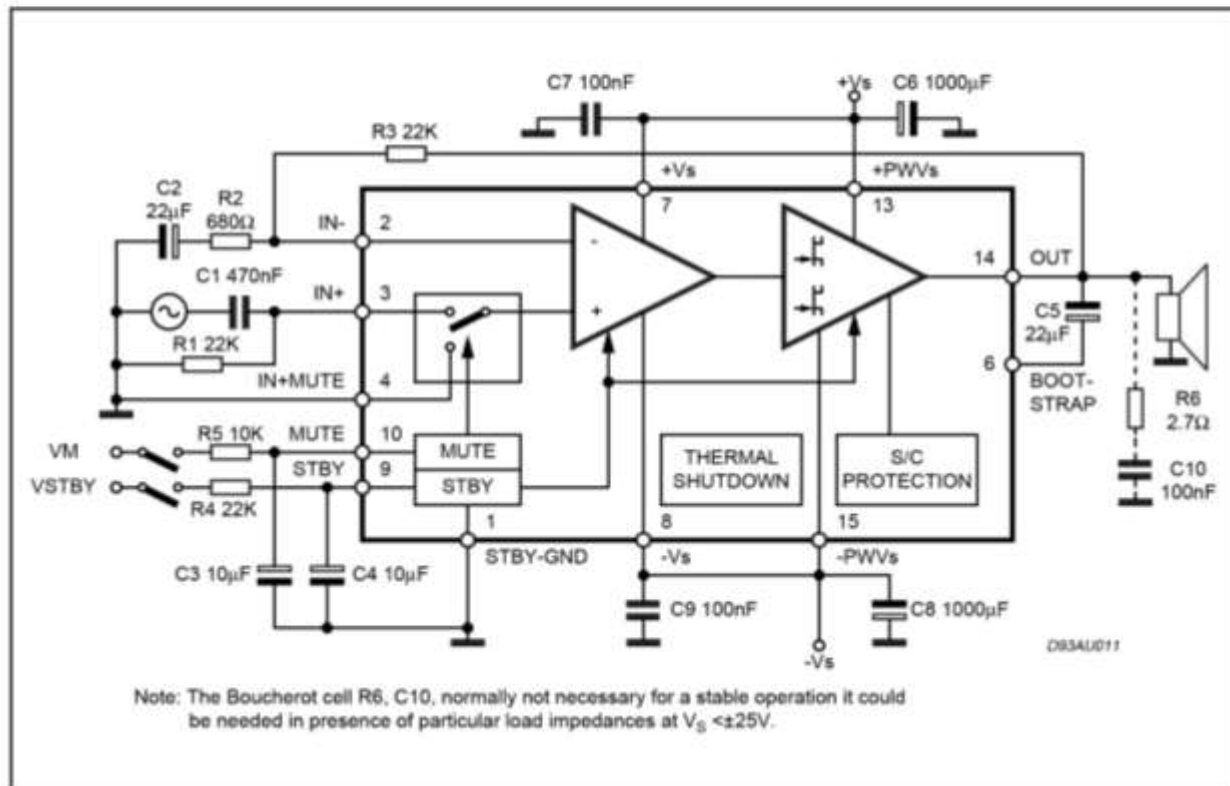 C7 100nF
+Vs
C6 1000µF
R3 22K
+Vs
+PWVs
C2
22µF
R2
680Ω
IN-
2
7
13
-
C1 470nF
IN+
3
+
14
OUT
C5
22µF
R1 22K
IN+MUTE
4
6
BOOT-
STRAP
R6
2.7Ω
VM
R5 10K
MUTE
10
MUTE
THERMAL
SHUTDOWN
S/C
PROTECTION
STBY
9
STBY
VSTBY
R4 22K
C10
100nF
1
8
15
STBY-GND
-Vs
-PWVs
C3 10µF
C4 10µF
C9 100nF
C8 1000µF
-Vs
D93AU011
Note: The Boucherot cell R6, C10, normally not necessary for a stable operation it could
be needed in presence of particular load impedances at VS <±25V.